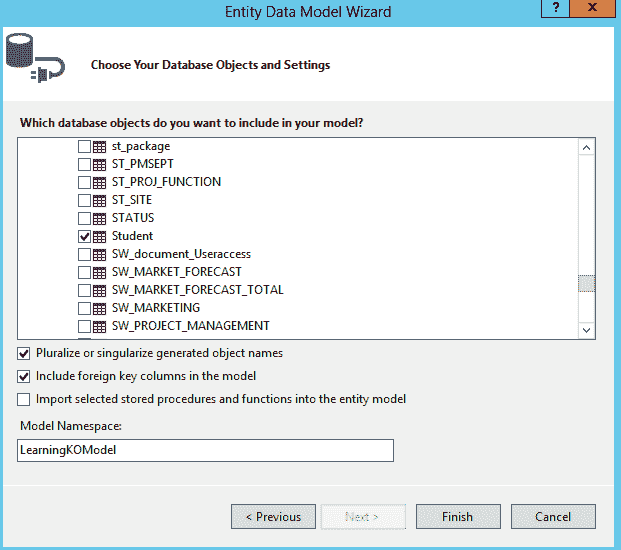 Entity Data Model Wizard
?
x
Choose Your Database Objects and Settings
Which database objects do you want to include in your model?
st_package
ST_PMSEPT
ST_PROJ_FUNCTION
ST_SITE
STATUS
Student
SW_document_Useraccess
SW_MARKET_FORECAST
SW_MARKET_FORECAST_TOTAL
SW_MARKETING
SW_PROJECT_MANAGEMENT
Pluralize or singularize generated object names
Include foreign key columns in the model
Import selected stored procedures and functions into the entity model
Model Namespace:
LearningKOModel
< Previous
Next >
Finish
Cancel